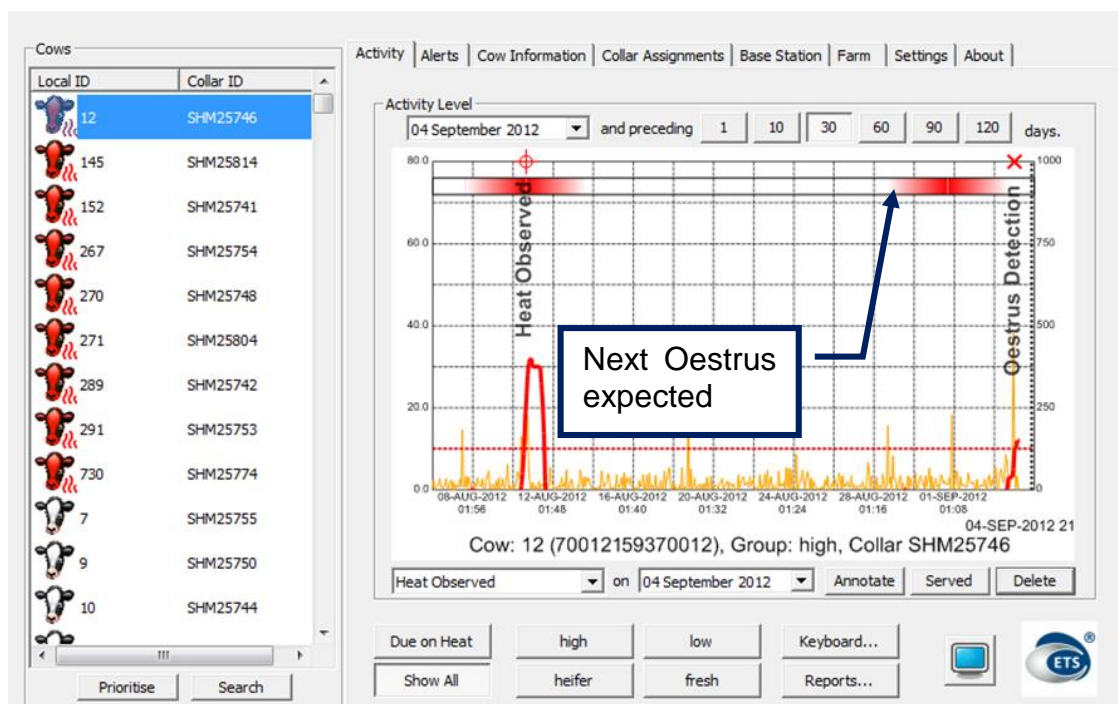 Cows
Local ID Collar ID
12 SHM25746
145 SHM25814
152 SHM25741
267 SHM25754
270 SHM25748
271 SHM25804
289 SHM25742
291 SHM25753
730 SHM25774
7 SHM25755
9 SHM25750
10 SHM25744
Prioritise Search
Activity Alerts Cow Information Collar Assignments Base Station Farm Settings About
Activity Level
04 September 2012 and preceding 1 10 30 60 90 120 days.
80.0 1000
60.0 750
40.0 500
20.0 250
0.0 0
Heat Observed
Oestrus Detection
Next Oestrus
expected
08-AUG-2012 12-AUG-2012 16-AUG-2012 20-AUG-2012 24-AUG-2012 28-AUG-2012 01-SEP-2012
01:56 01:48 01:40 01:32 01:24 01:16 01:08
04-SEP-2012 21
Cow: 12 (70012159370012), Group: high, Collar SHM25746
Heat Observed on 04 September 2012 Annotate Served Delete
Due on Heat high low Keyboard...
Show All heifer fresh Reports...
ETS ®